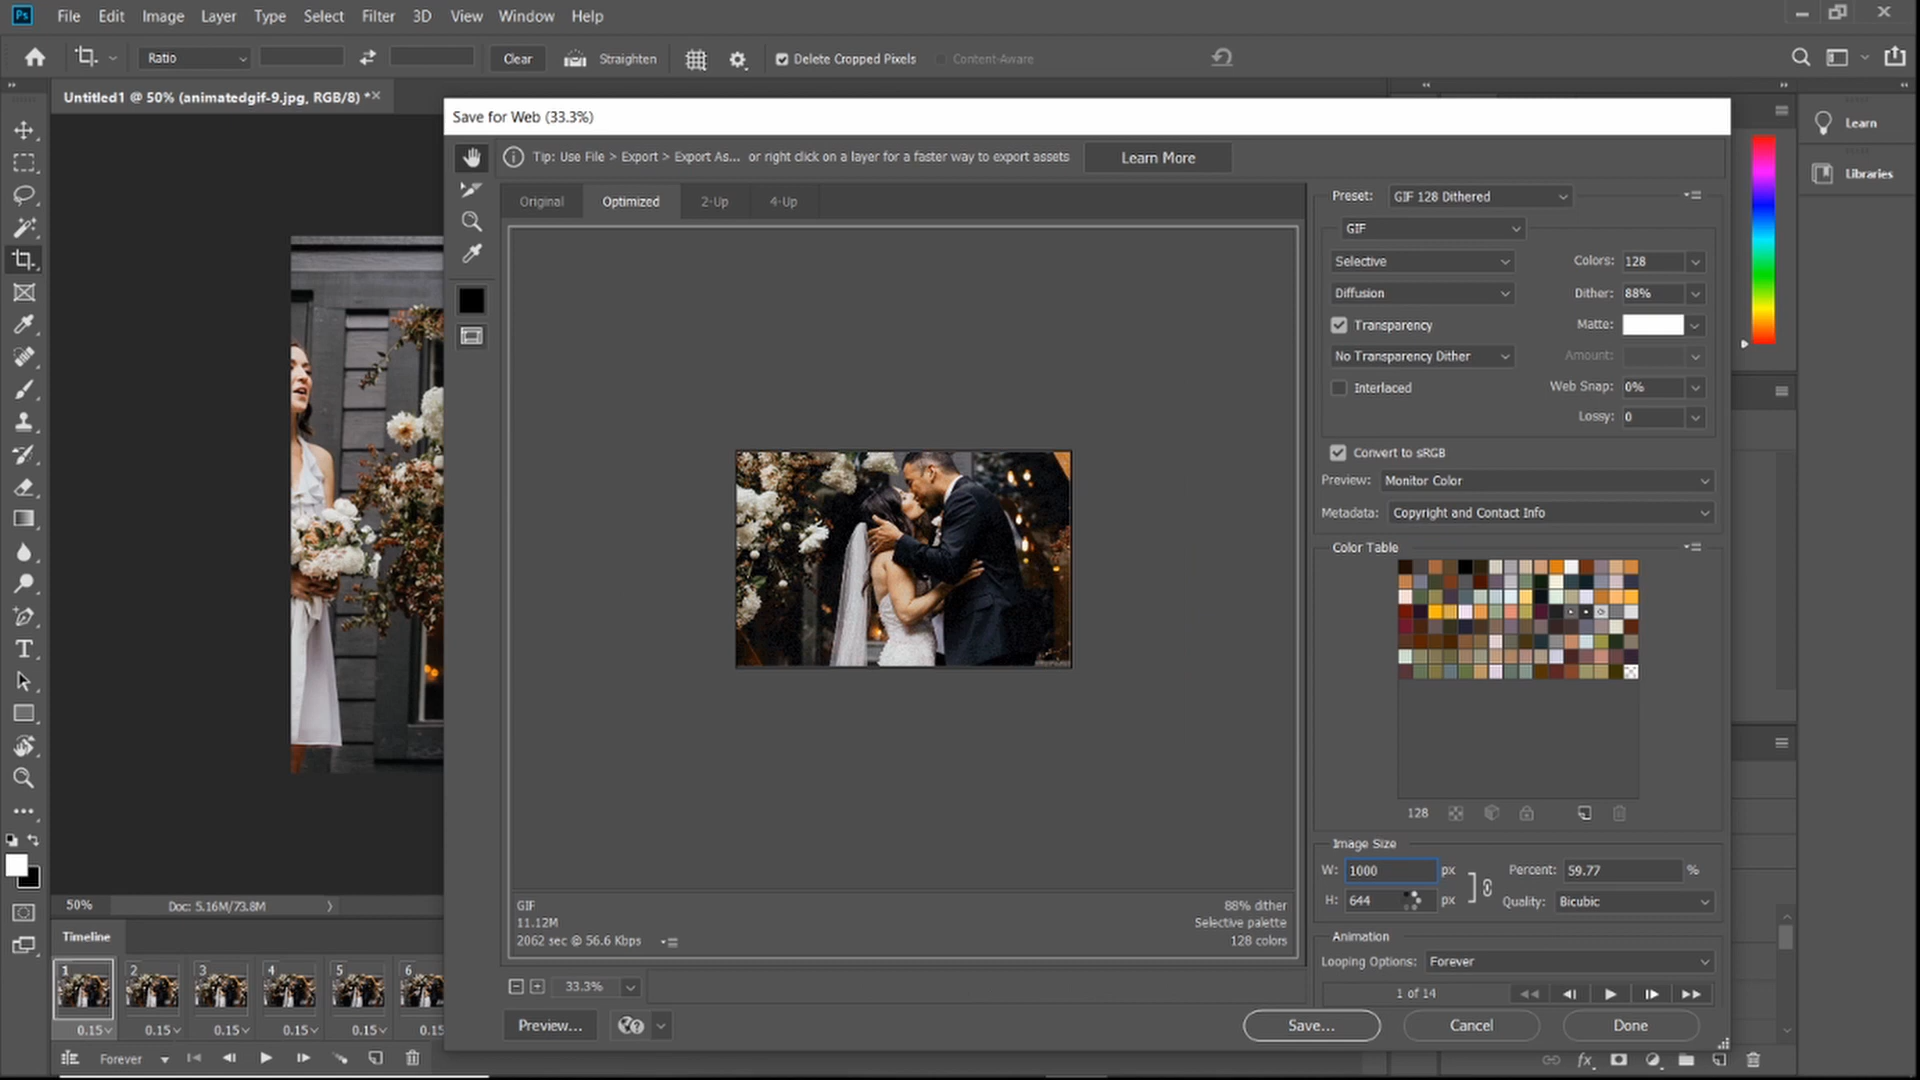 Ps File Edit Image Layer Type Select Filter 3D View Window Help
Ratio Clear Straighten Delete Cropped Pixels Content-Aware
Untitled1 @ 50% (animatedgif-9.jpg, RGB/8) *
Save for Web (33.3%)
Tip: Use File > Export > Export As... or right click on a layer for a faster way to export assets Learn More
Learn
Libraries
Original Optimized 2-Up 4-Up
Preset: GIF 128 Dithered
GIF
Selective Colors: 128
Diffusion Dither: 88%
Transparency Matte:
No Transparency Dither Amount:
Interlaced Web Snap: 0%
Lossy: 0
Convert to sRGB
Preview: Monitor Color
Metadata: Copyright and Contact Info
Color Table
128
Image Size
W: 1000 px Percent: 59.77 %
H: 644 px Quality: Bicubic
Animation
Looping Options: Forever
1 of 14
GIF 88% dither
11.12M Selective palette
2062 sec @ 56.6 Kbps 128 colors
33.3%
Preview... Save... Cancel Done
50% Doc: 5.16M/73.8M
Timeline
1 2 3 4 5 6
0.15 0.15 0.15 0.15 0.15 0.15
Forever
fx